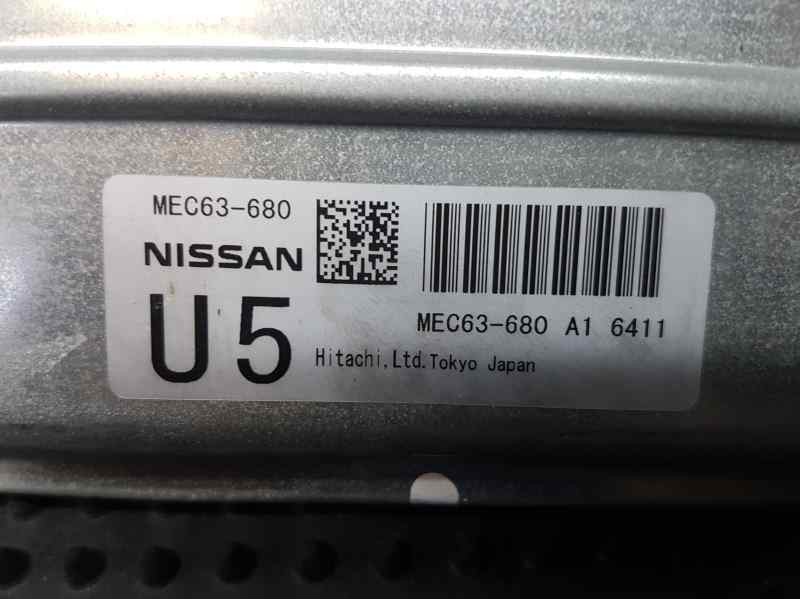 MEC63-680
NISSAN
U5
MEC63-680 A1 6411
Hitachi,Ltd.Tokyo Japan